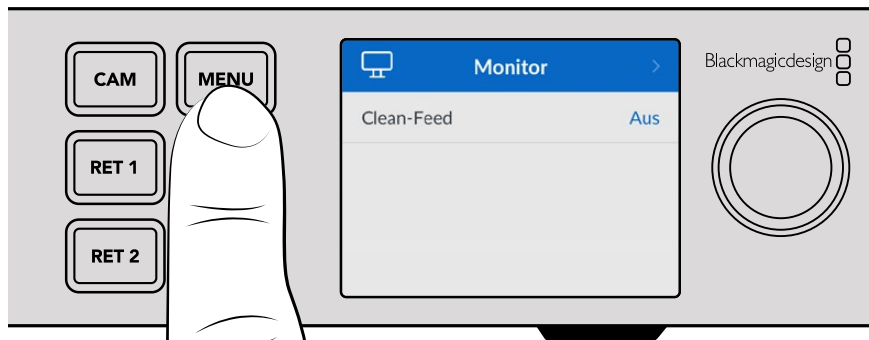 CAM
MENU
RET 1
RET 2
Monitor
Clean-Feed Aus
Blackmagicdesign